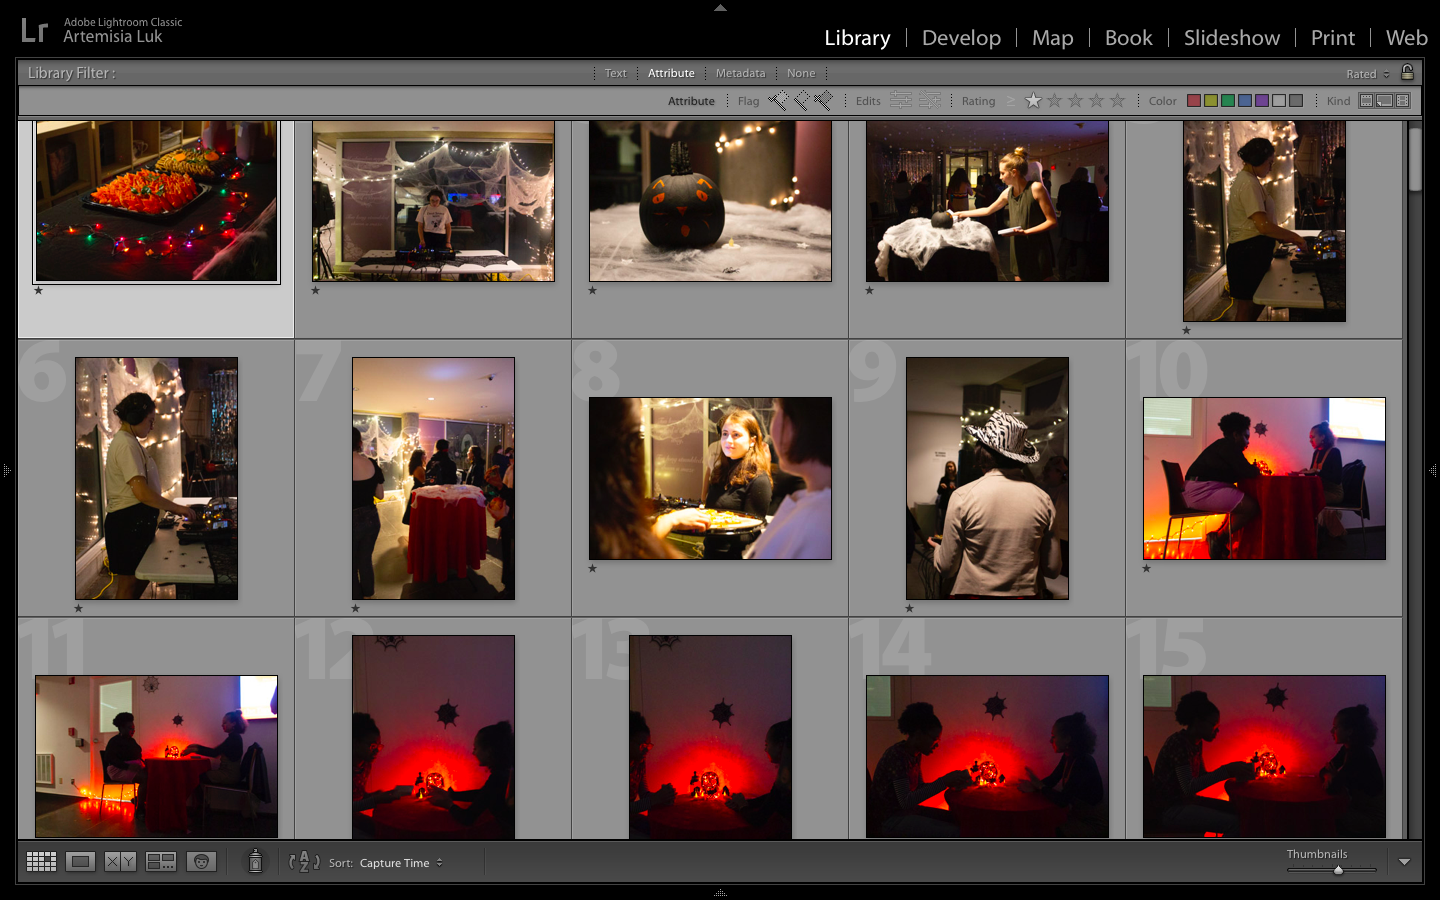 Lr
Adobe Lightroom Classic
Artemisia Luk
Library
Develop
Map
Book
Slideshow
Print
Web
Library Filter :
Text
Attribute
Metadata
None
Rated
Attribute
Flag
Edits
Rating
≥
Color
Kind
6
7
8
9
10
11
12
13
14
15
X Y
A
Z
Sort: Capture Time
Thumbnails